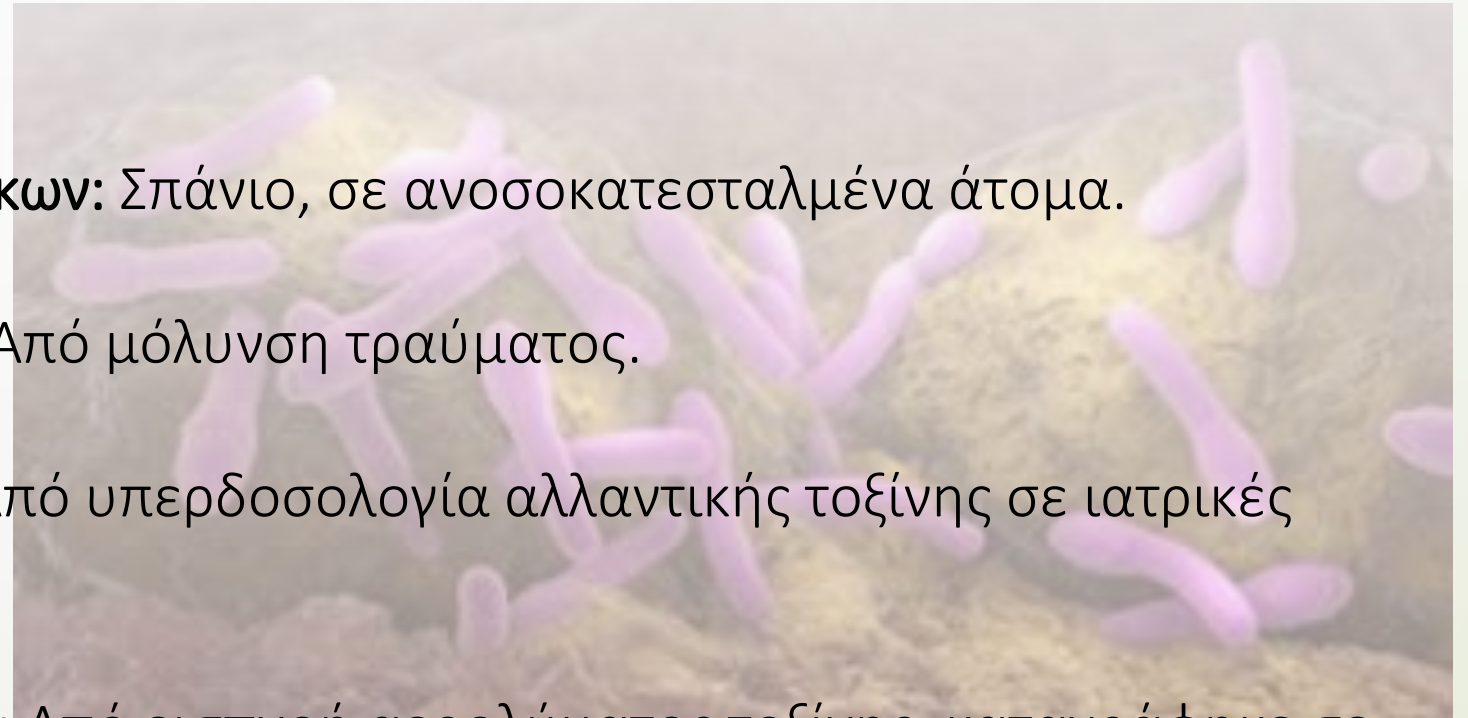 κων: Σπάνιο, σε ανοσοκατεσταλμένα άτομα.
Από μόλυνση τραύματος.
πό υπερδοσολογία αλλαντικής τοξίνης σε ιατρικές